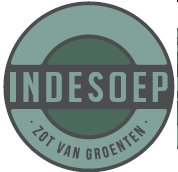 INDESOEP
· ZOT VAN GROENTEN ·